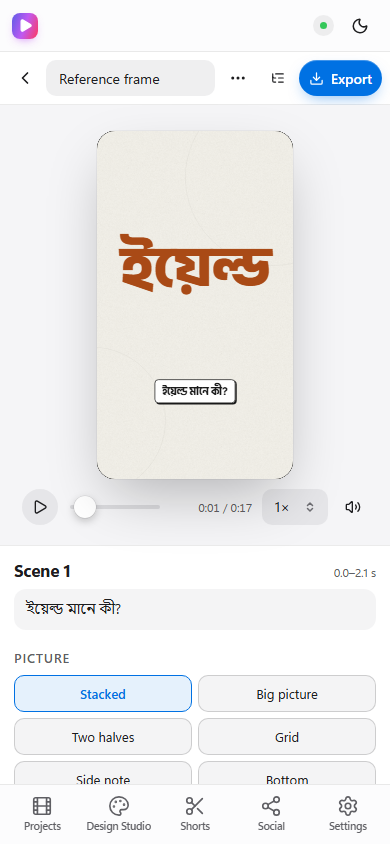 Reference frame
Export
ইয়েল্ড
ইয়েল্ড মানে কী?
0:01 / 0:17
1×
Scene 1
0.0–2.1 s
ইয়েল্ড মানে কী?
PICTURE
Stacked
Big picture
Two halves
Grid
Side note
Bottom
Projects
Design Studio
Shorts
Social
Settings